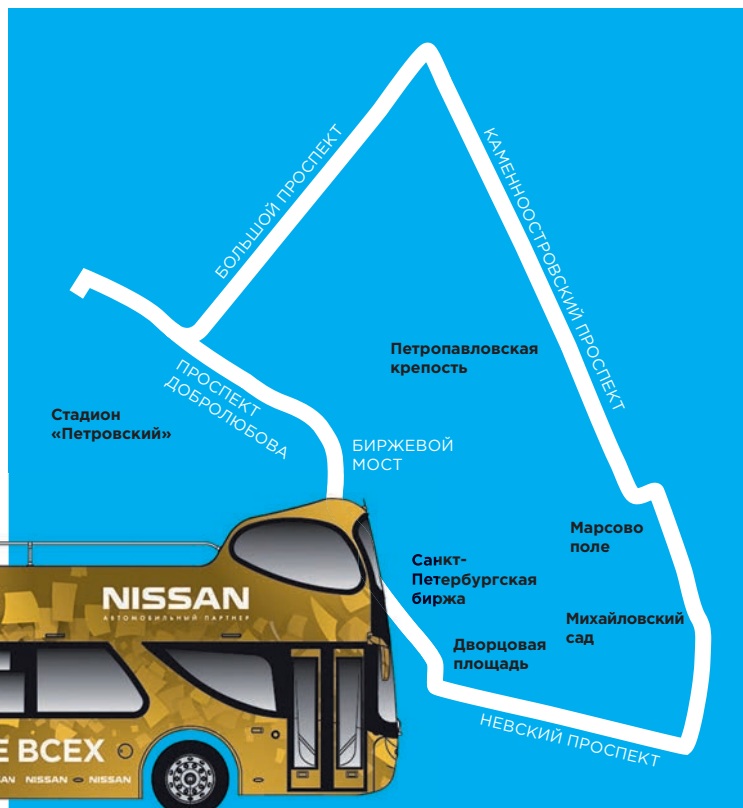 БОЛЬШОЙ ПРОСПЕКТ
КАМЕННООСТРОВСКИЙ ПРОСПЕКТ
Петропавловская
крепость
ПРОСПЕКТ
ДОБРОЛЮБОВА
Стадион
«Петровский»
БИРЖЕВОЙ
МОСТ
Марсово
поле
Санкт-
Петербургская
биржа
Михайловский
сад
Дворцовая
площадь
НЕВСКИЙ ПРОСПЕКТ
NISSAN
АВТОМОБИЛЬНЫЙ ПАРТНЕР
Е ВСЕХ
SAN NISSAN NISSAN